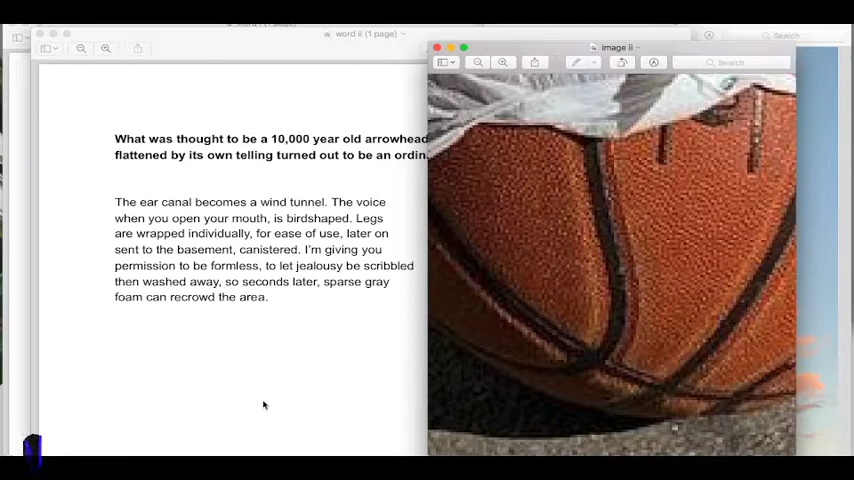 word ii (1 page)
Search
image ii
Search
What was thought to be a 10,000 year old arrowhead
flattened by its own telling turned out to be an
The ear canal becomes a wind tunnel. The voice
when you open your mouth, is birdshaped. Legs
are wrapped individually, for ease of use, later on
sent to the basement, canistered. I'm giving you
permission to be formless, to let jealousy be scribbled
then washed away, so seconds later, sparse gray
foam can recrowd the area.